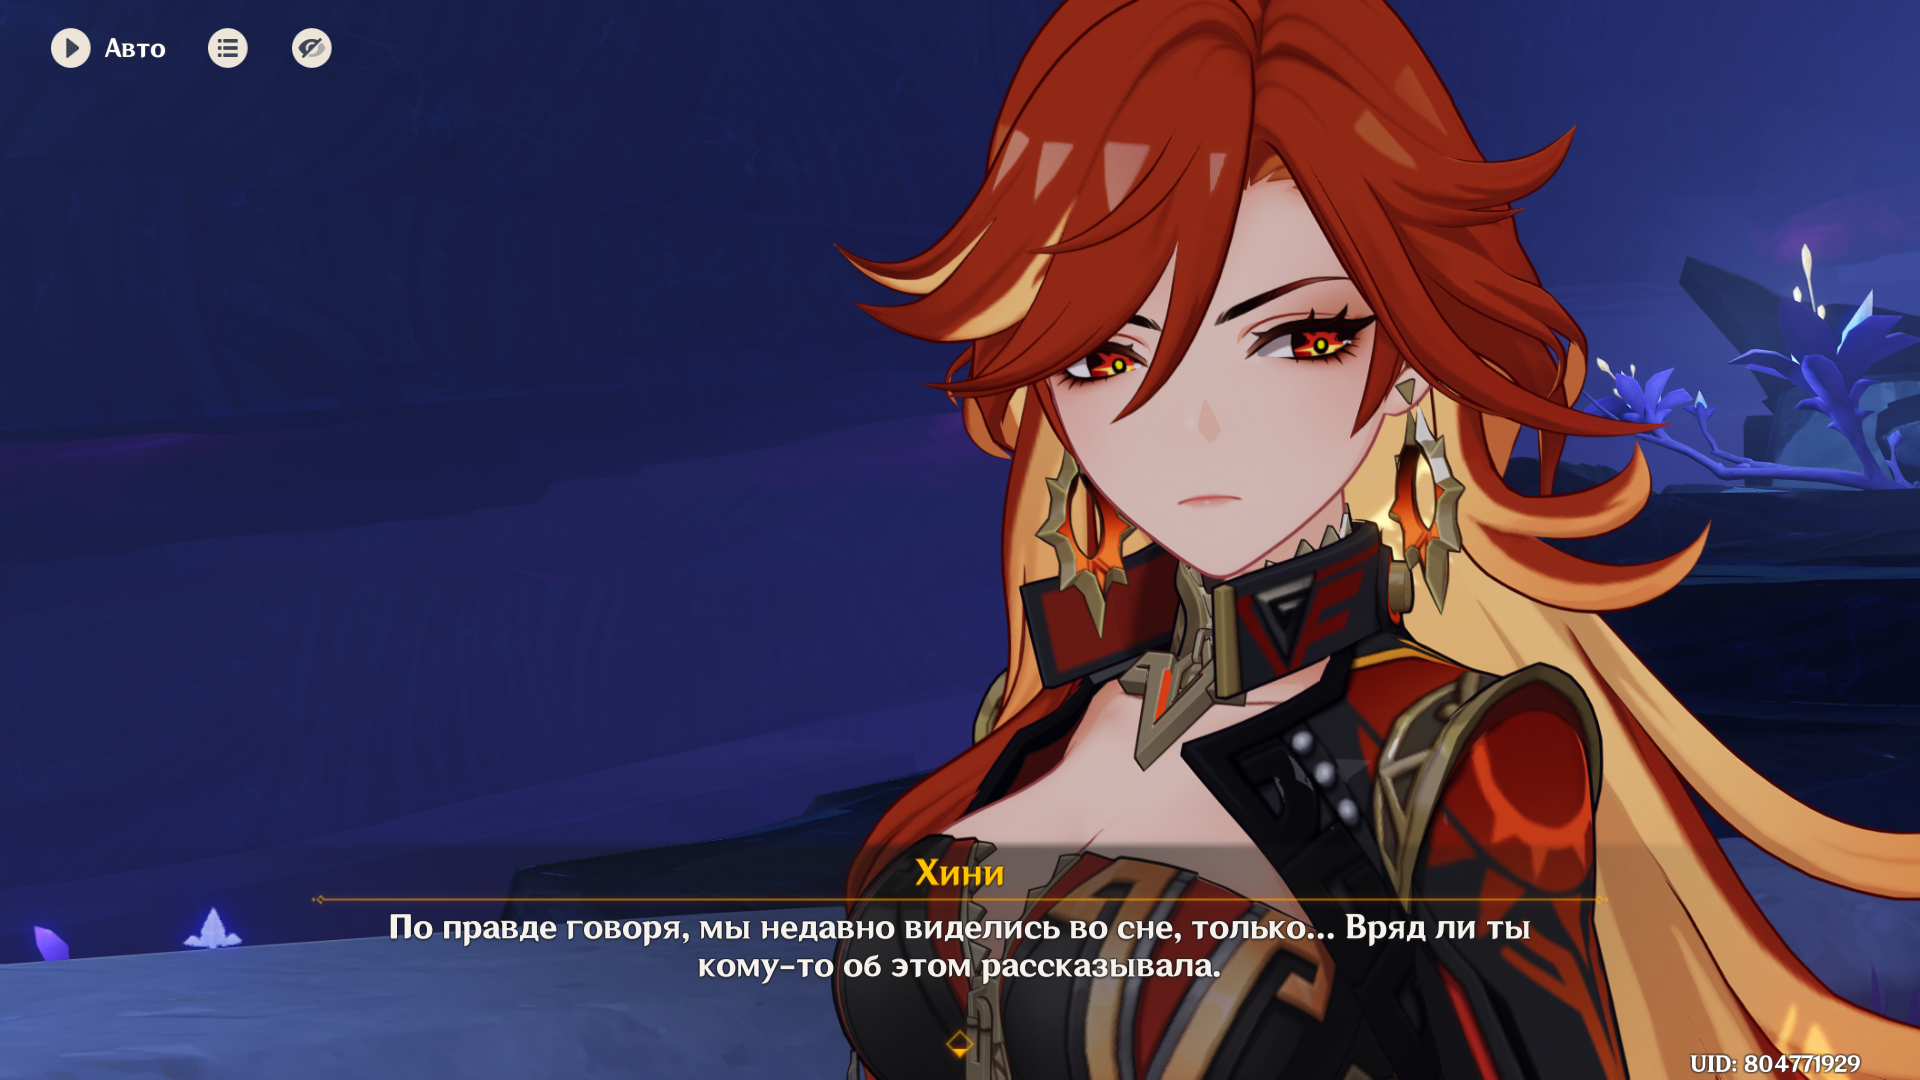 Авто
Хини
По правде говоря, мы недавно виделись во сне, только... Вряд ли ты
кому-то об этом рассказывала.
UID: 804771929